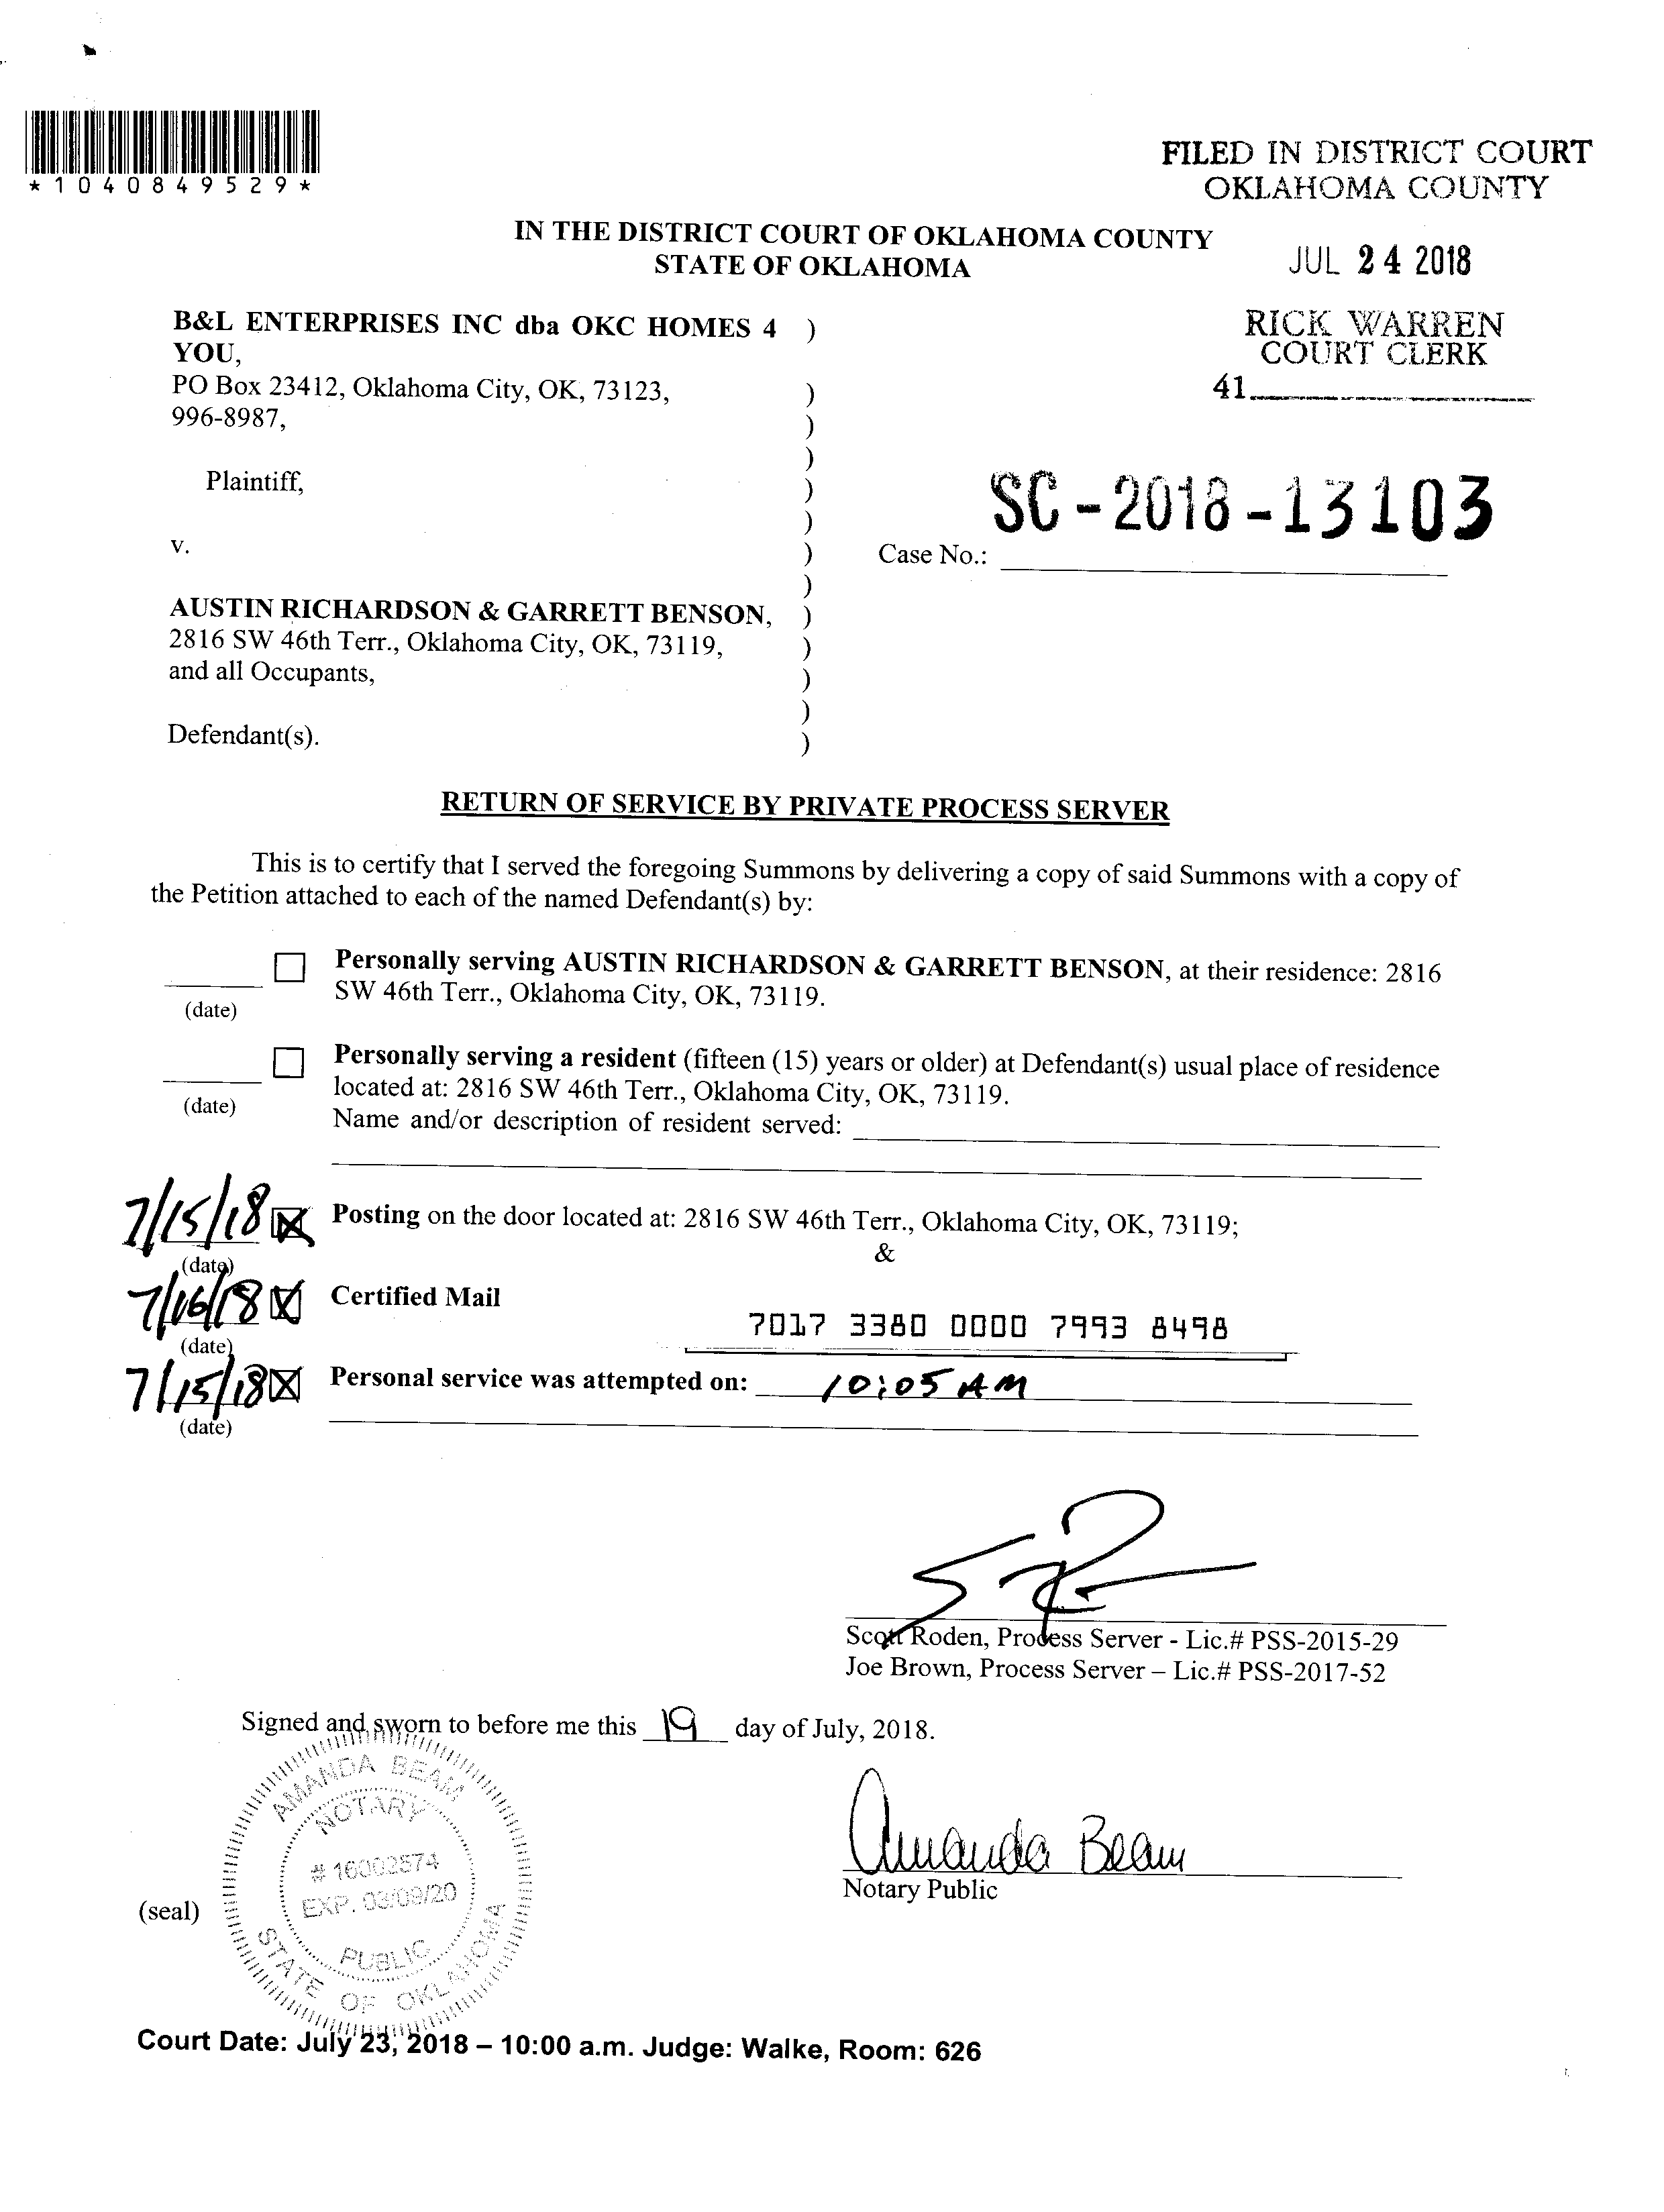 *1040849529*
FILED IN DISTRICT COURT
OKLAHOMA COUNTY
JUL 24 2018
RICK WARREN
COURT CLERK
41
IN THE DISTRICT COURT OF OKLAHOMA COUNTY
STATE OF OKLAHOMA
B&L ENTERPRISES INC dba OKC HOMES 4 )
YOU,
PO Box 23412, Oklahoma City, OK, 73123, )
996-8987, )
)
Plaintiff, )
)
v. )
)
AUSTIN RICHARDSON & GARRETT BENSON, )
2816 SW 46th Terr., Oklahoma City, OK, 73119, )
and all Occupants, )
)
Defendant(s). )
SC-2018-13103
Case No.:
RETURN OF SERVICE BY PRIVATE PROCESS SERVER
This is to certify that I served the foregoing Summons by delivering a copy of said Summons with a copy of
the Petition attached to each of the named Defendant(s) by:
Personally serving AUSTIN RICHARDSON & GARRETT BENSON, at their residence: 2816
SW 46th Terr., Oklahoma City, OK, 73119.
(date)
Personally serving a resident (fifteen (15) years or older) at Defendant(s) usual place of residence
located at: 2816 SW 46th Terr., Oklahoma City, OK, 73119.
(date)
Name and/or description of resident served:
7/15/18 Posting on the door located at: 2816 SW 46th Terr., Oklahoma City, OK, 73119;
(date) &
7/16/18 Certified Mail
7017 3380 0000 7993 8498
(date)
7/15/18 Personal service was attempted on: 10:05 AM
(date)
Scott Roden, Process Server - Lic.# PSS-2015-29
Joe Brown, Process Server – Lic.# PSS-2017-52
Signed and sworn to before me this 19 day of July, 2018.
AMANDA BEAM
NOTARY
# 16002574
EXP. 03/09/20
PUBLIC
STATE OF OKLAHOMA
(seal)
Amanda Beam
Notary Public
Court Date: July 23, 2018 – 10:00 a.m. Judge: Walke, Room: 626